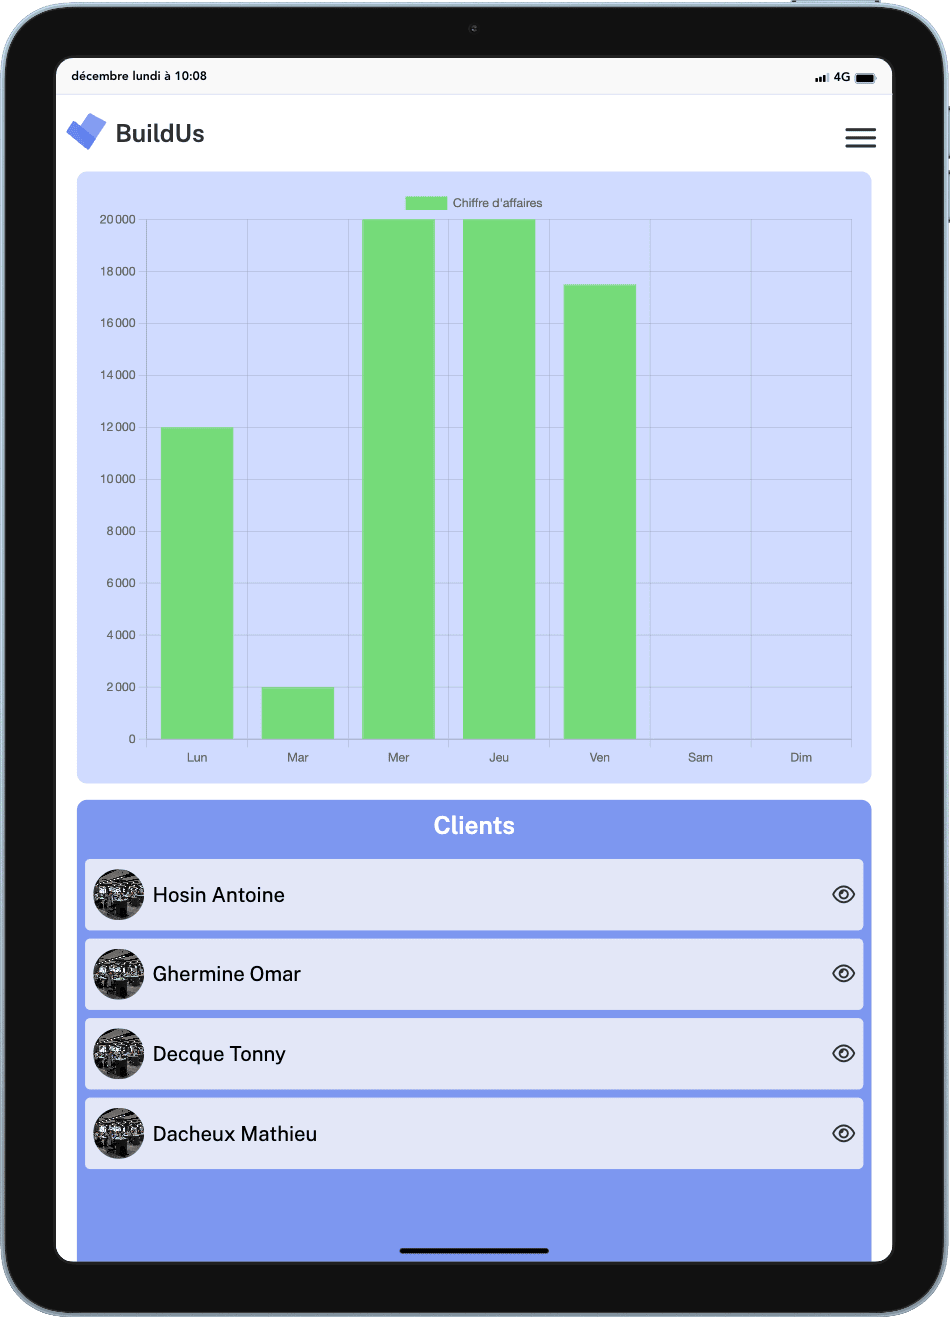 décembre lundi à 10:08
4G
BuildUs
Chiffre d'affaires
20 000
18 000
16 000
14 000
12 000
10 000
8 000
6 000
4 000
2 000
0
Lun Mar Mer Jeu Ven Sam Dim
Clients
Hosin Antoine
Ghermine Omar
Decque Tonny
Dacheux Mathieu